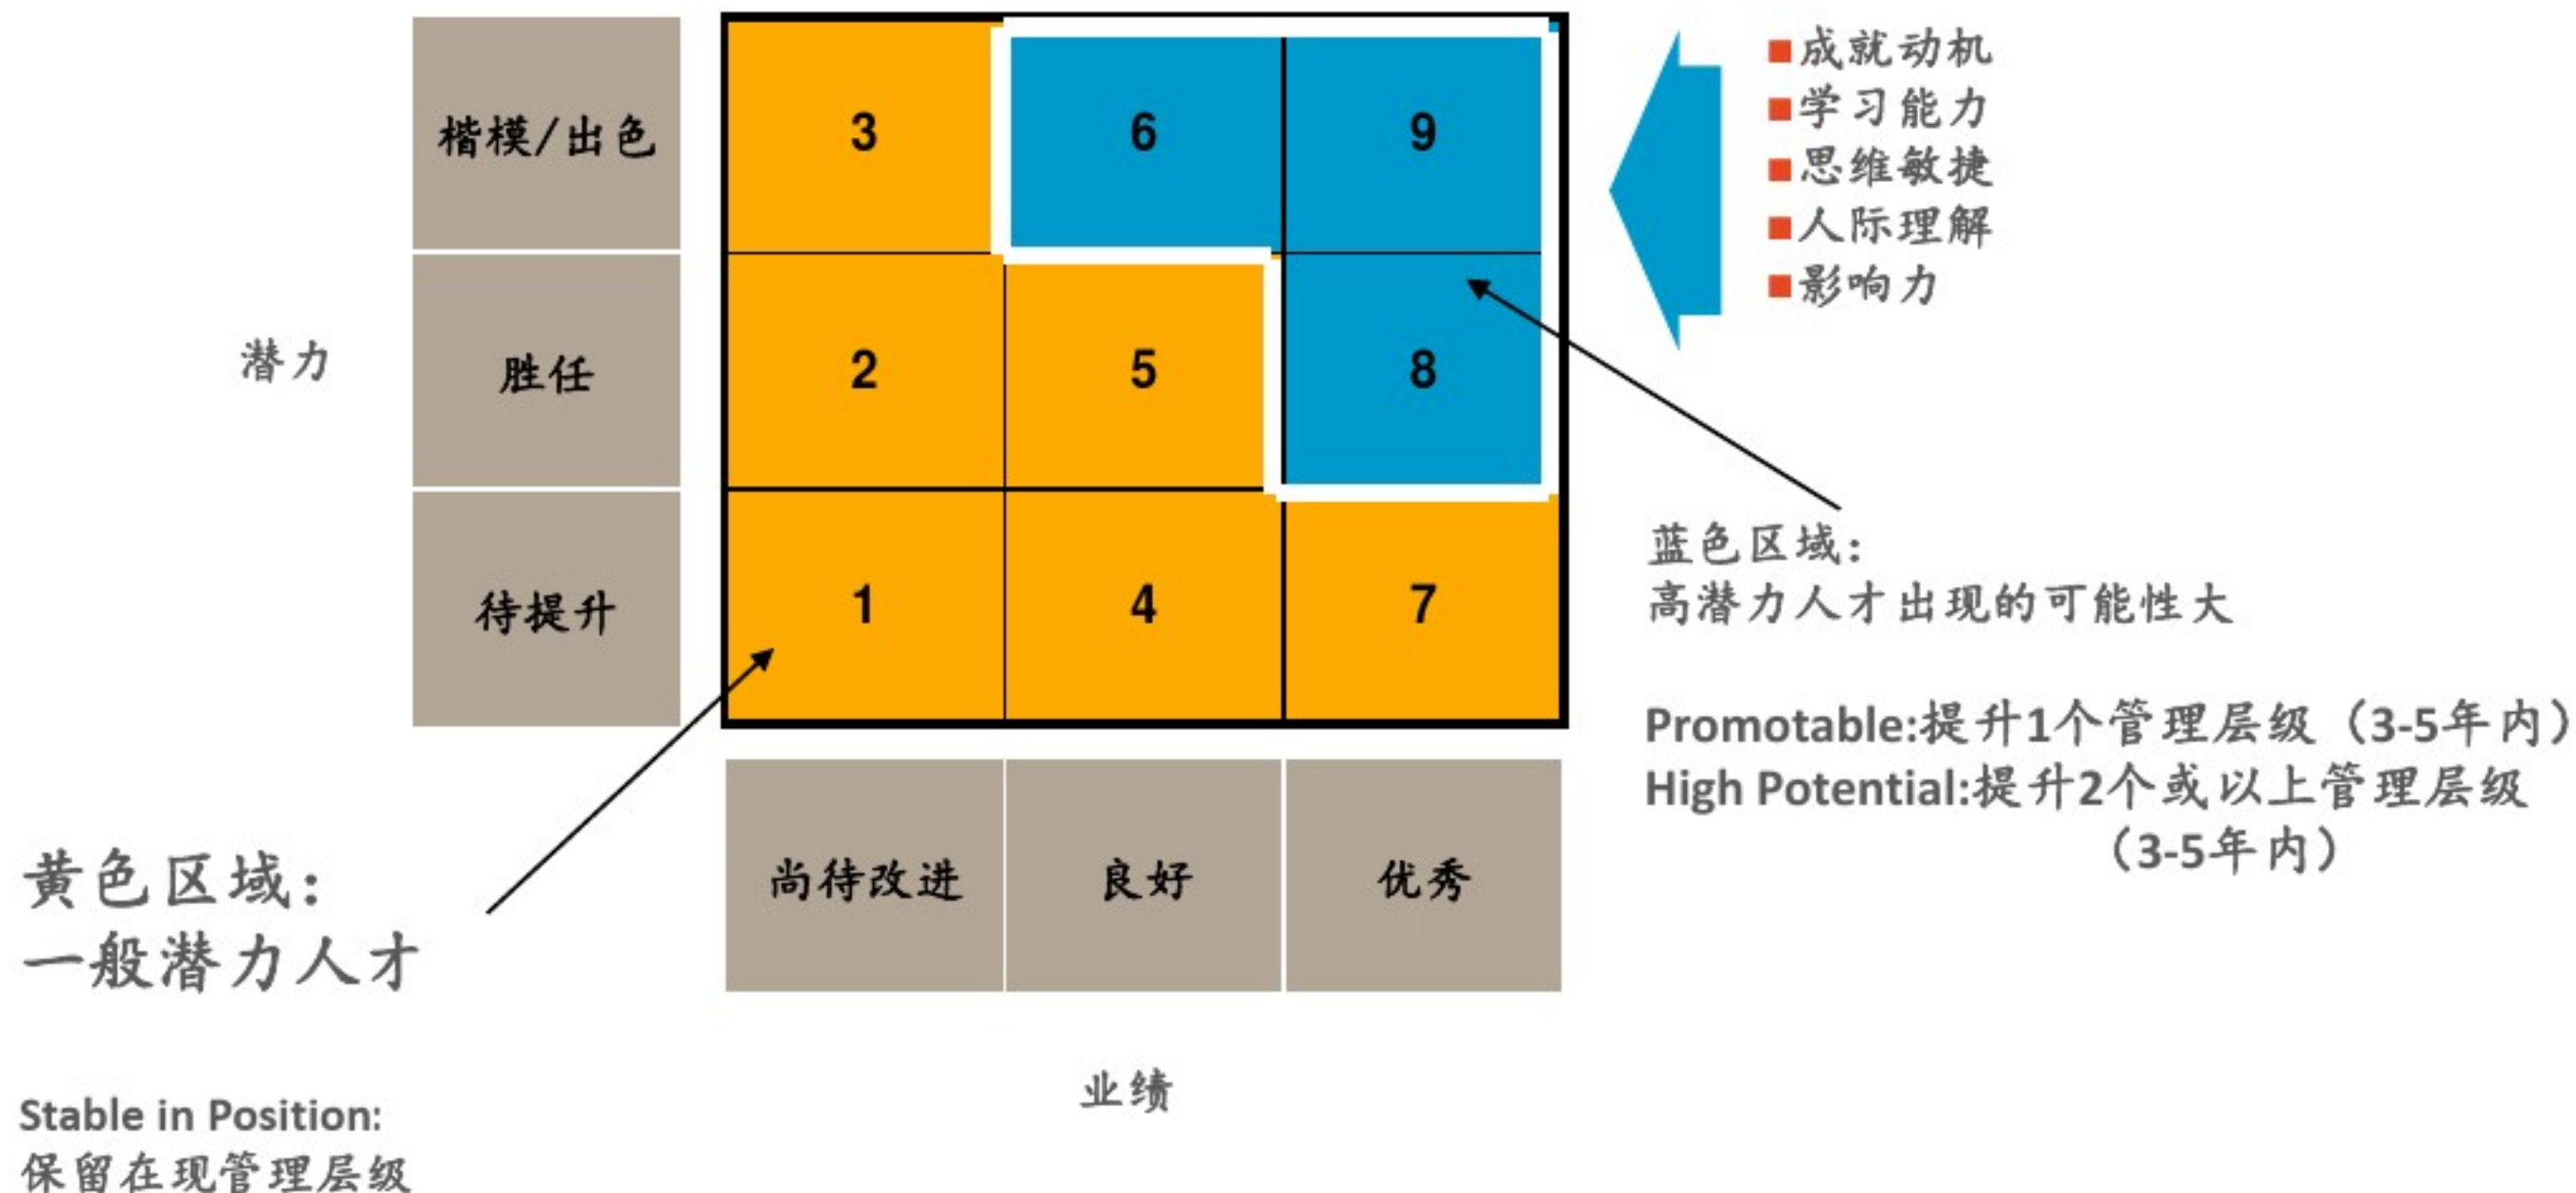 楷模/出色
3
6
9
■成就动机
■学习能力
■思维敏捷
■人际理解
■影响力
潜力
胜任
2
5
8
待提升
1
4
7
蓝色区域：
高潜力人才出现的可能性大
Promotable:提升1个管理层级（3-5年内）
High Potential:提升2个或以上管理层级
（3-5年内）
尚待改进
良好
优秀
黄色区域：
一般潜力人才
业绩
Stable in Position:
保留在现管理层级